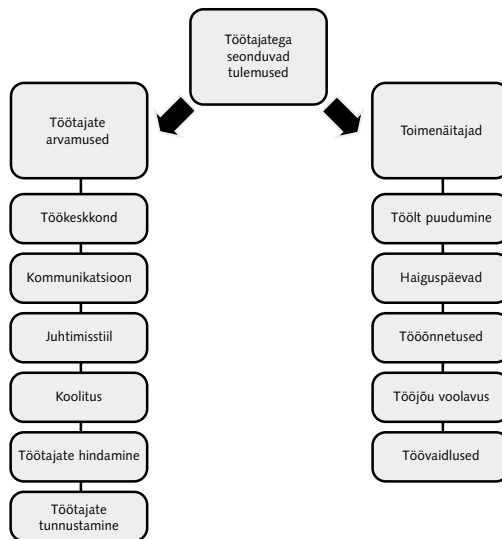 Töötajatega
seonduvad
tulemused
Töötajate
arvamused
Töökeskkond
Kommunikatsioon
Juhtimisstiil
Koolitus
Töötajate hindamine
Töötajate
tunnustamine
Toimenäitajad
Töölt puudumine
Haiguspäevad
Tööõnnetused
Tööjõu voolavus
Töövaidlused